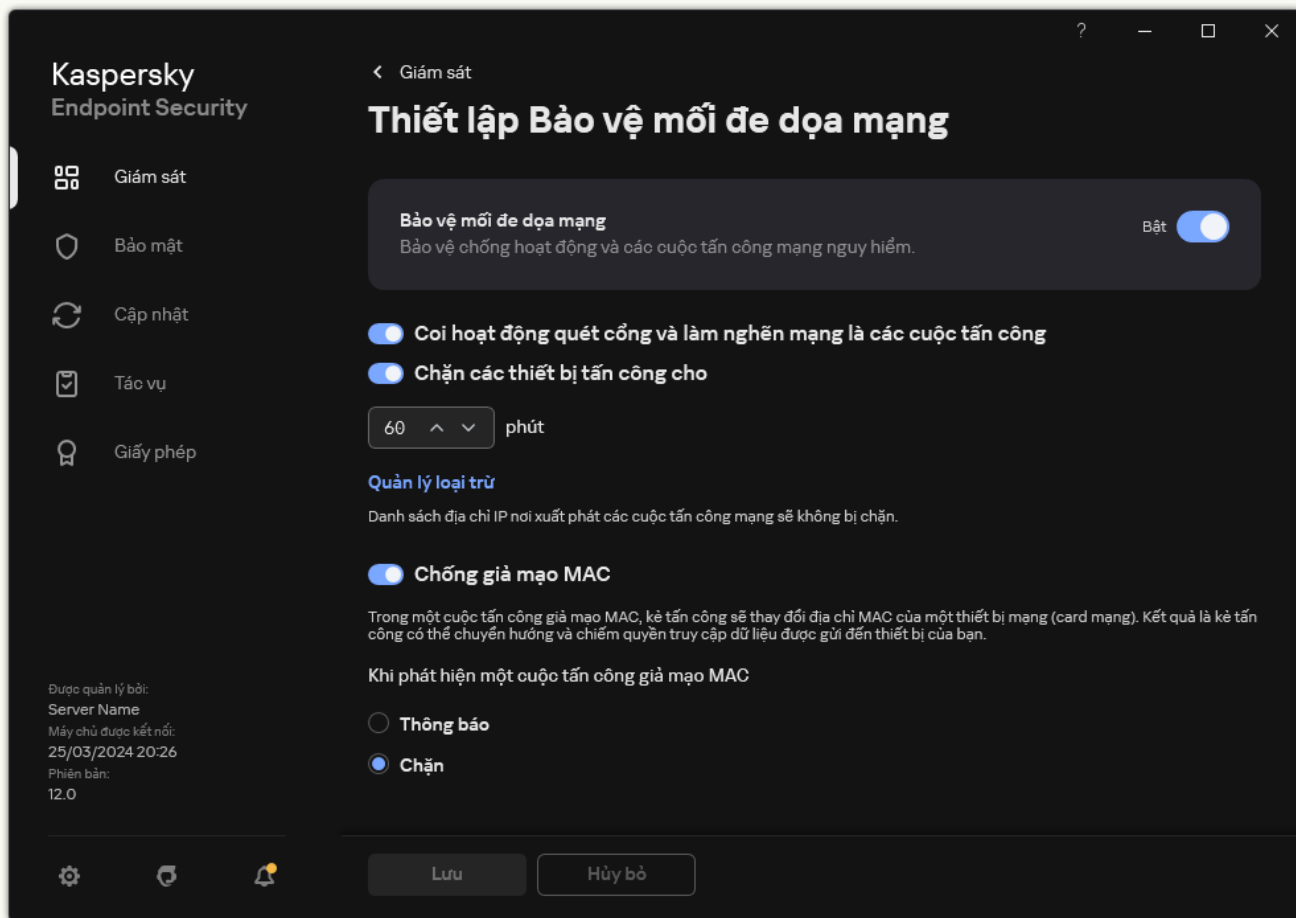 ?
Kaspersky
Endpoint Security
Giám sát
Bảo mật
Cập nhật
Tác vụ
Giấy phép
Được quản lý bởi:
Server Name
Máy chủ được kết nối:
25/03/2024 20:26
Phiên bản:
12.0
Giám sát
Thiết lập Bảo vệ mối đe dọa mạng
Bảo vệ mối đe dọa mạng
Bảo vệ chống hoạt động và các cuộc tấn công mạng nguy hiểm.
Bật
Coi hoạt động quét cổng và làm nghẽn mạng là các cuộc tấn công
Chặn các thiết bị tấn công cho
60 phút
Quản lý loại trừ
Danh sách địa chỉ IP nơi xuất phát các cuộc tấn công mạng sẽ không bị chặn.
Chống giả mạo MAC
Trong một cuộc tấn công giả mạo MAC, kẻ tấn công sẽ thay đổi địa chỉ MAC của một thiết bị mạng (card mạng). Kết quả là kẻ tấn
công có thể chuyển hướng và chiếm quyền truy cập dữ liệu được gửi đến thiết bị của bạn.
Khi phát hiện một cuộc tấn công giả mạo MAC
Thông báo
Chặn
Lưu
Hủy bỏ